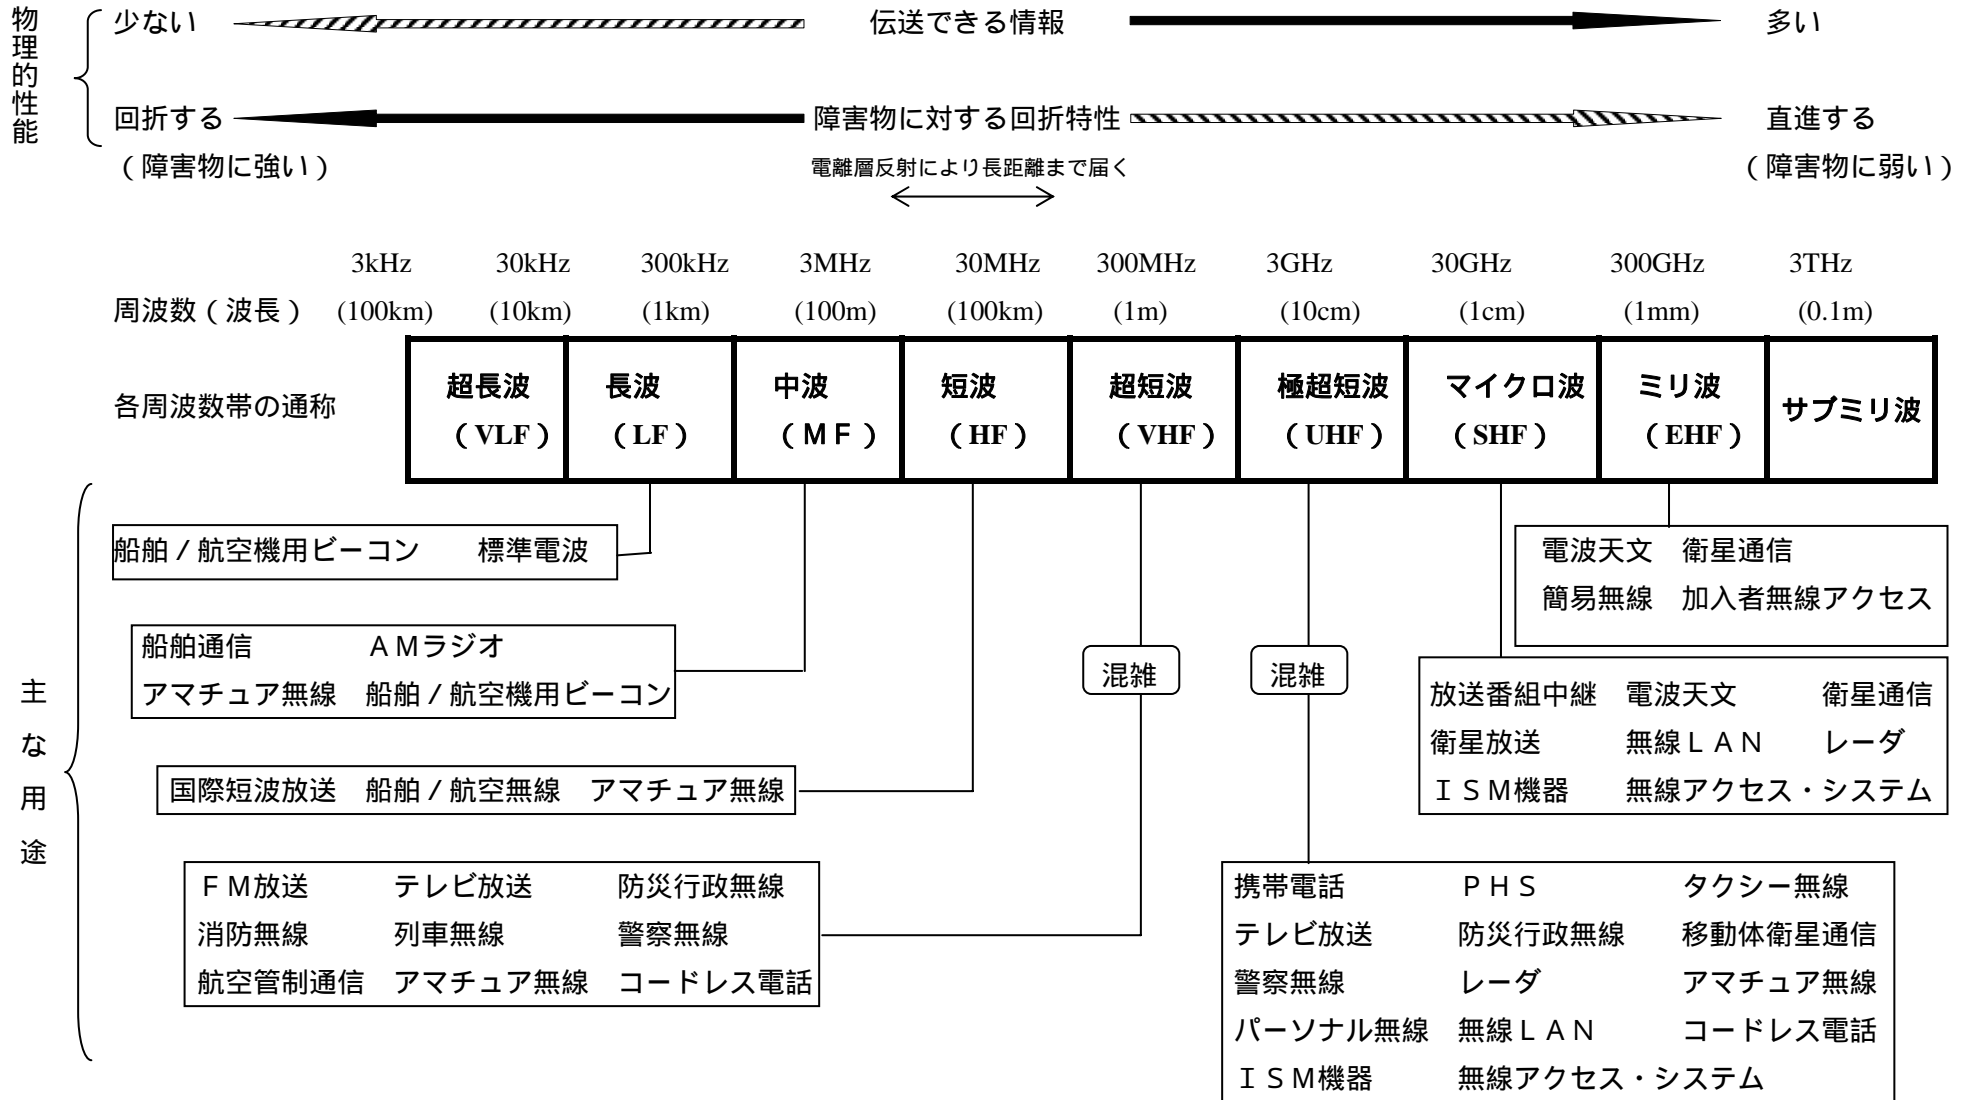 物理的性能
少ない　伝送できる情報　多い
回折する　障害物に対する回折特性　直進する
（障害物に強い）　電離層反射により長距離まで届く　（障害物に弱い）
3kHz　30kHz　300kHz　3MHz　30MHz　300MHz　3GHz　30GHz　300GHz　3THz
周波数（波長）　(100km)　(10km)　(1km)　(100m)　(100km)　(1m)　(10cm)　(1cm)　(1mm)　(0.1m)
各周波数帯の通称
超長波
（VLF）
長波
（LF）
中波
（ＭＦ）
短波
（HF）
超短波
（VHF）
極超短波
（UHF）
マイクロ波
（SHF）
ミリ波
（EHF）
サブミリ波
主な用途
船舶／航空機用ビーコン　標準電波
船舶通信　ＡＭラジオ
アマチュア無線　船舶／航空機用ビーコン
国際短波放送　船舶／航空無線　アマチュア無線
混雑
ＦＭ放送　テレビ放送　防災行政無線
消防無線　列車無線　警察無線
航空管制通信　アマチュア無線　コードレス電話
混雑
携帯電話　ＰＨＳ　タクシー無線
テレビ放送　防災行政無線　移動体衛星通信
警察無線　レーダ　アマチュア無線
パーソナル無線　無線ＬＡＮ　コードレス電話
ＩＳＭ機器　無線アクセス・システム
放送番組中継　電波天文　衛星通信
衛星放送　無線ＬＡＮ　レーダ
ＩＳＭ機器　無線アクセス・システム
電波天文　衛星通信
簡易無線　加入者無線アクセス